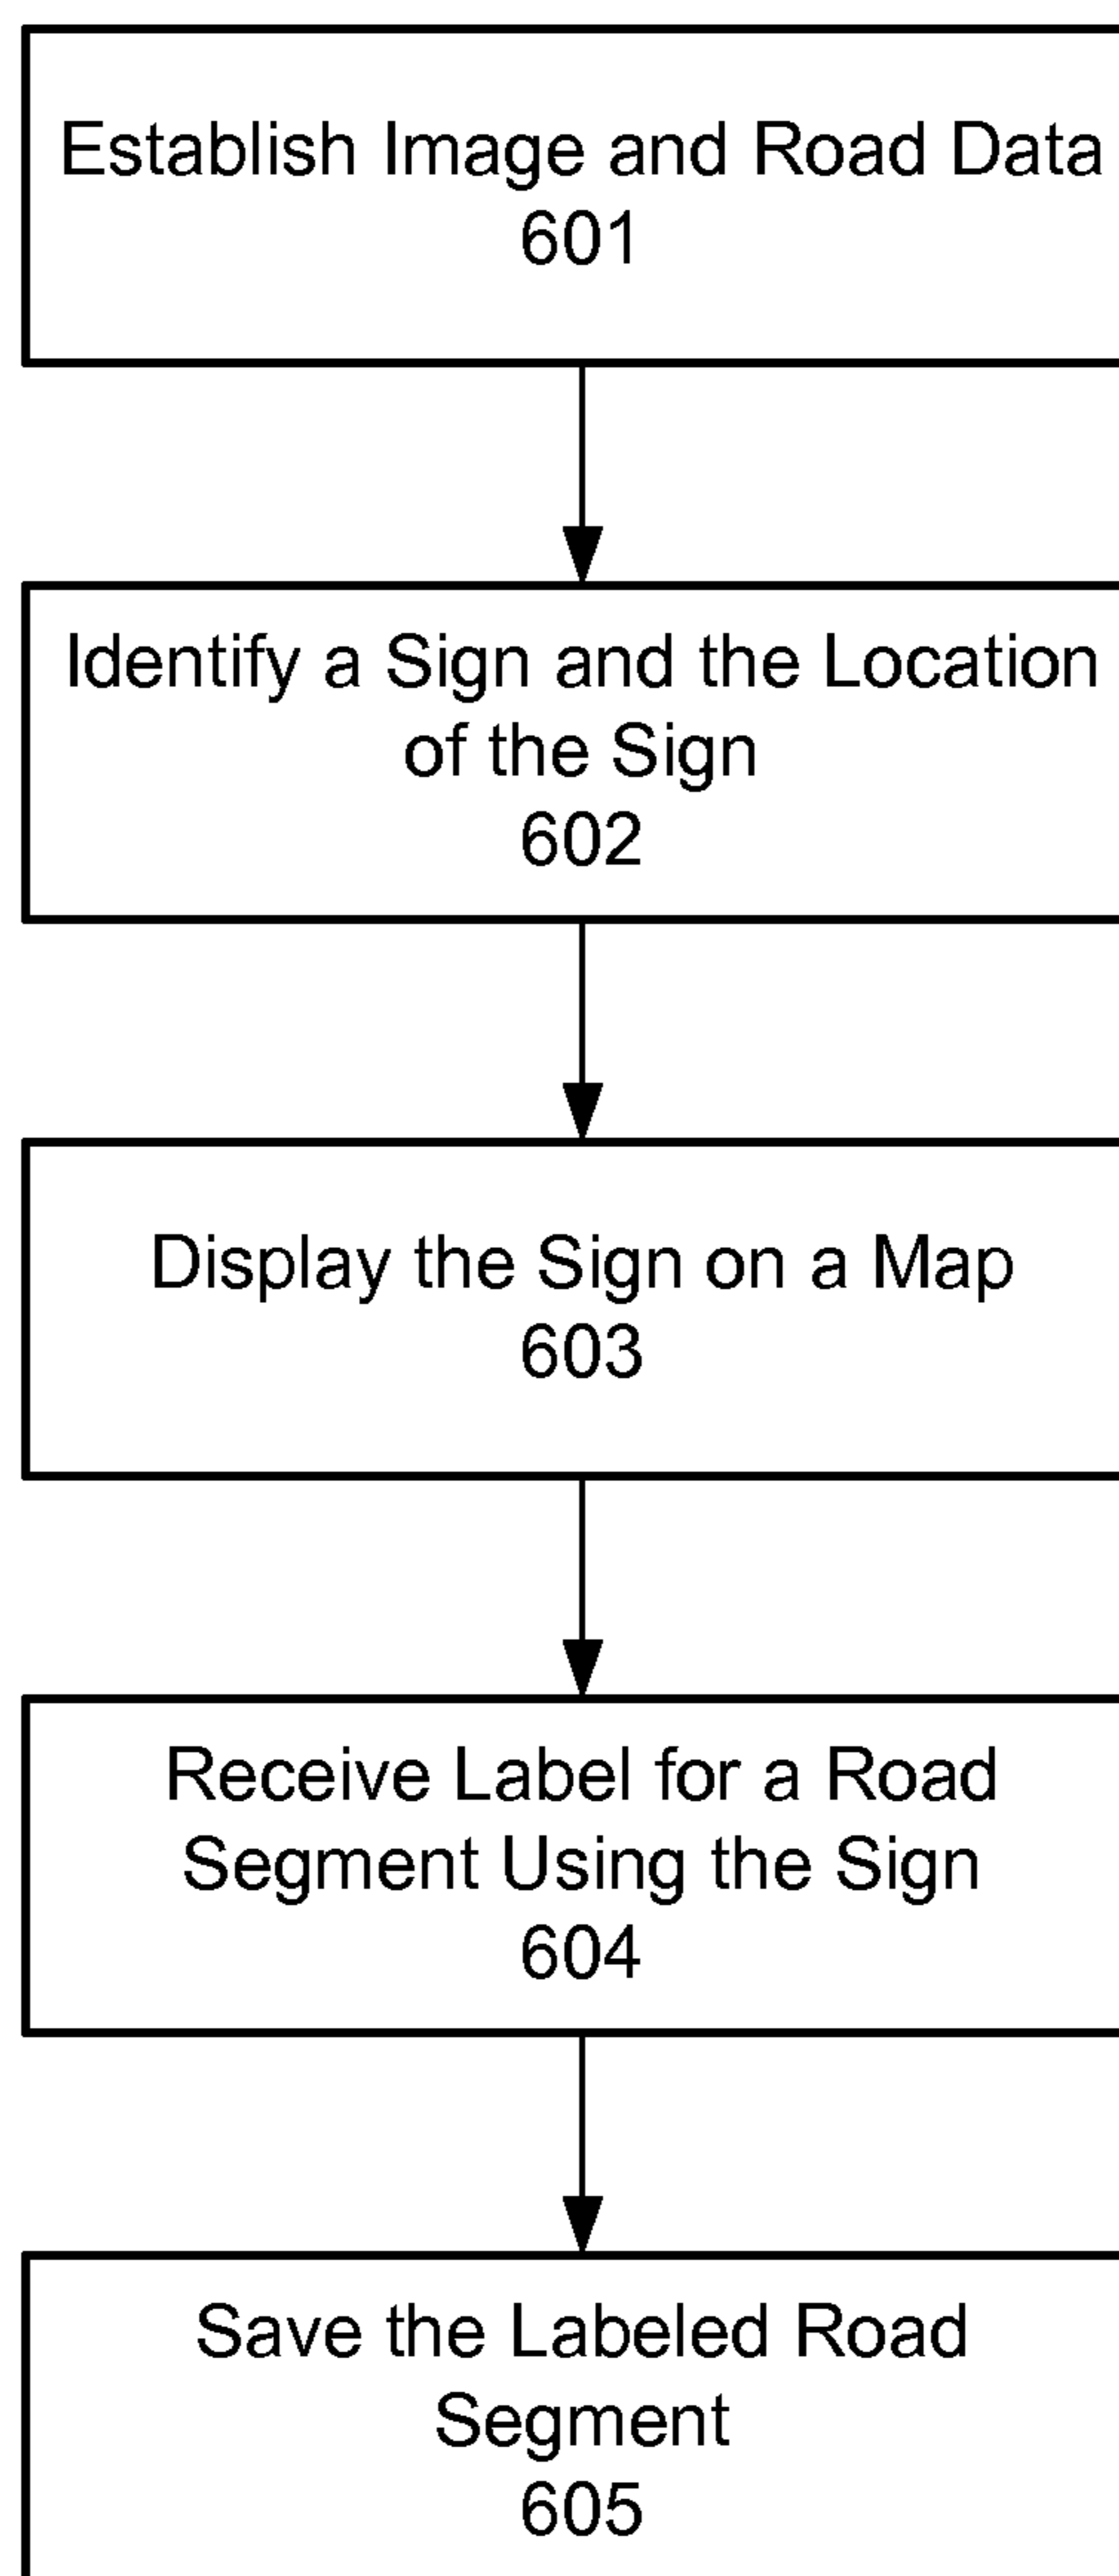 Establish Image and Road Data
601
Identify a Sign and the Location
of the Sign
602
Display the Sign on a Map
603
Receive Label for a Road
Segment Using the Sign
604
Save the Labeled Road
Segment
605